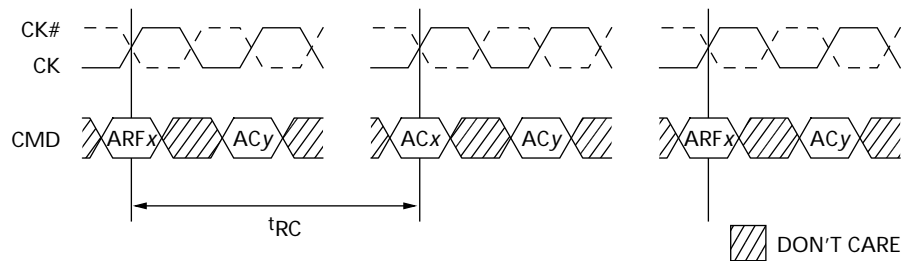 CK#
CK
CMD ARFx ACy ACx ACy ARFx ACy
tRC
DON'T CARE